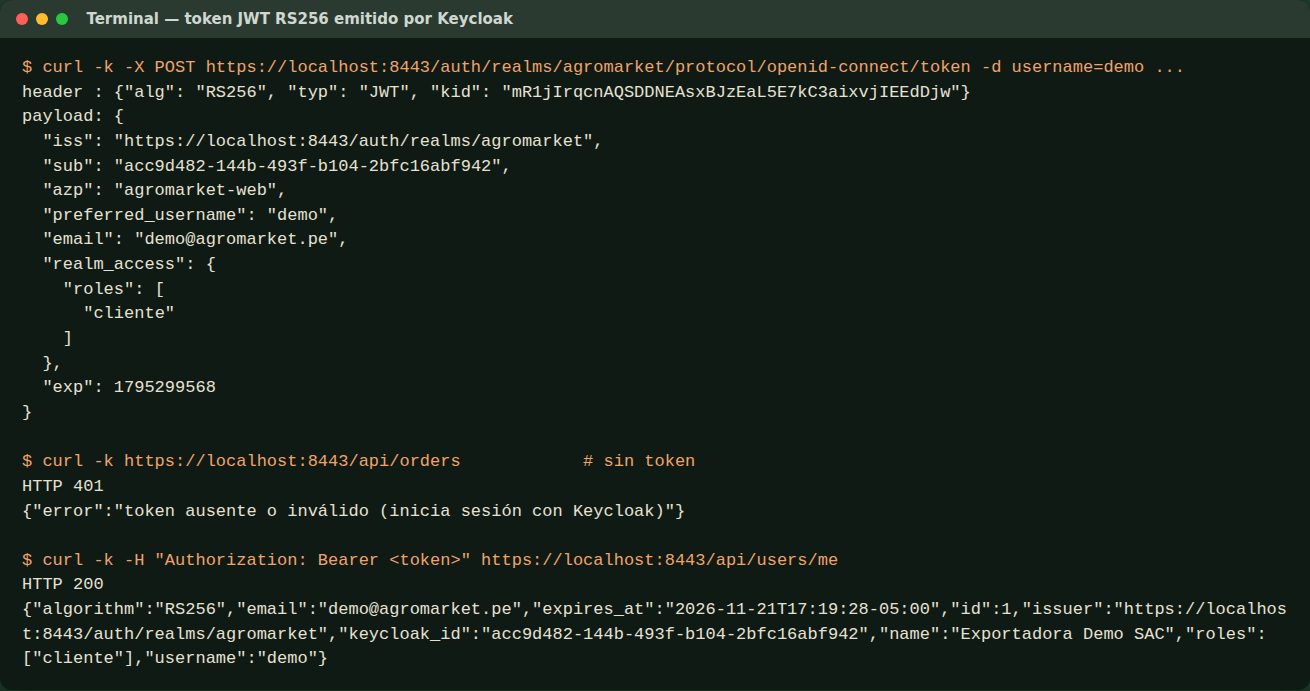 Terminal — token JWT RS256 emitido por Keycloak
$ curl -k -X POST https://localhost:8443/auth/realms/agromarket/protocol/openid-connect/token -d username=demo ...
header : {"alg": "RS256", "typ": "JWT", "kid": "mR1jIrqcnAQSDDNEAsxBJzEaL5E7kC3aixvjIEEdDjw"}
payload: {
  "iss": "https://localhost:8443/auth/realms/agromarket",
  "sub": "acc9d482-144b-493f-b104-2bfc16abf942",
  "azp": "agromarket-web",
  "preferred_username": "demo",
  "email": "demo@agromarket.pe",
  "realm_access": {
    "roles": [
      "cliente"
    ]
  },
  "exp": 1795299568
}
$ curl -k https://localhost:8443/api/orders            # sin token
HTTP 401
{"error":"token ausente o inválido (inicia sesión con Keycloak)"}
$ curl -k -H "Authorization: Bearer <token>" https://localhost:8443/api/users/me
HTTP 200
{"algorithm":"RS256","email":"demo@agromarket.pe","expires_at":"2026-11-21T17:19:28-05:00","id":1,"issuer":"https://localhos
t:8443/auth/realms/agromarket","keycloak_id":"acc9d482-144b-493f-b104-2bfc16abf942","name":"Exportadora Demo SAC","roles":
["cliente"],"username":"demo"}